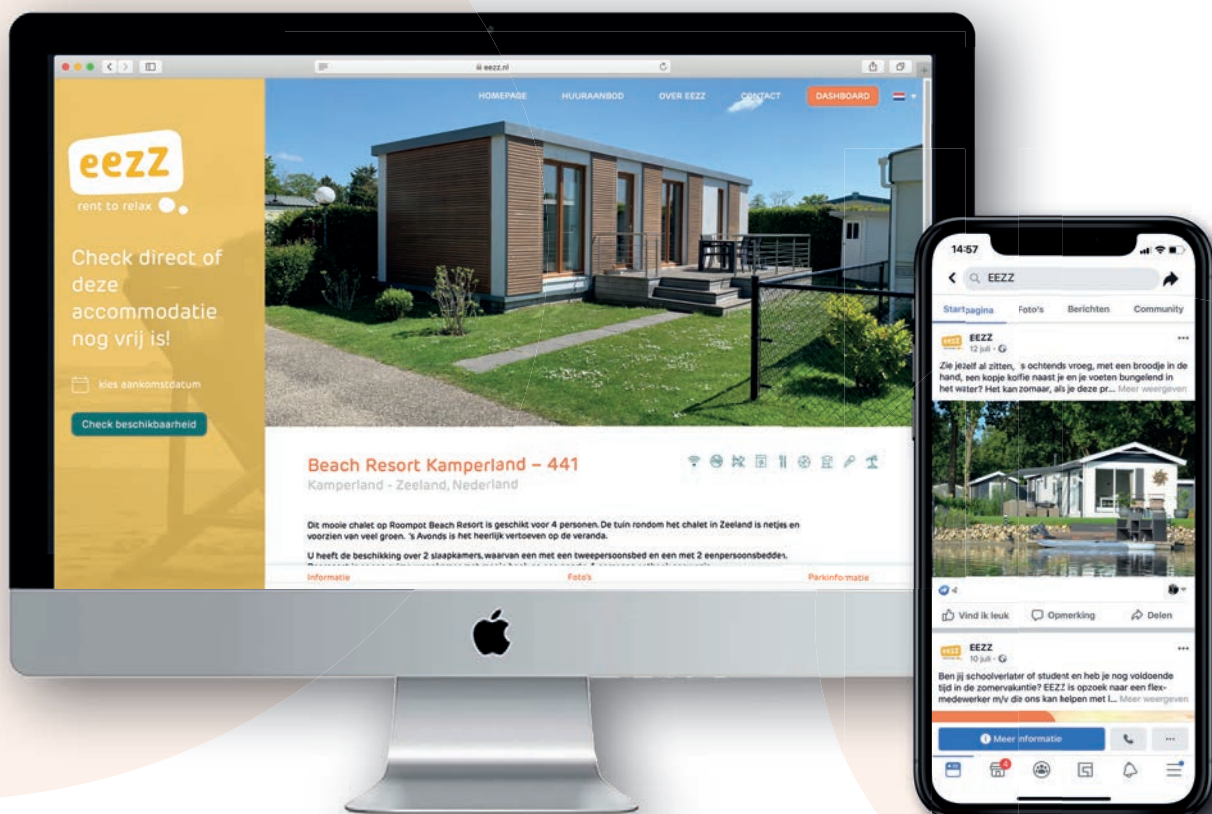 eezz.nl
HOMEPAGE
HUURAANBOD
OVER EEZZ
CONTACT
DASHBOARD
eezz
rent to relax
Check direct of
deze
accommodatie
nog vrij is!
kies aankomstdatum
Check beschikbaarheid
Beach Resort Kamperland – 441
Kamperland - Zeeland, Nederland
Dit mooie chalet op Roompot Beach Resort is geschikt voor 4 personen. De tuin rondom het chalet in Zeeland is netjes en
voorzien van veel groen. 's Avonds is het heerlijk vertoeven op de veranda.
U heeft de beschikking over 2 slaapkamers, waarvan een met een tweepersoonsbed en een met 2 eenpersoonsbedden.
Informatie
Foto's
Parkinformatie
14:57
EEZZ
Startpagina
Foto's
Berichten
Community
eezz
EEZZ
12 juli
Zie jezelf al zitten, 's ochtends vroeg, met een broodje in de
hand, een kopje koffie naast je en je voeten bungelend in
het water? Het kan zomaar, als je deze pr... Meer weergeven
4
Vind ik leuk
Opmerking
Delen
eezz
EEZZ
10 juli
Ben jij schoolverlater of student en heb je nog voldoende
tijd in de zomervakantie? EEZZ is opzoek naar een flex-
medewerker m/v die ons kan helpen met l... Meer weergeven
Meer informatie
4